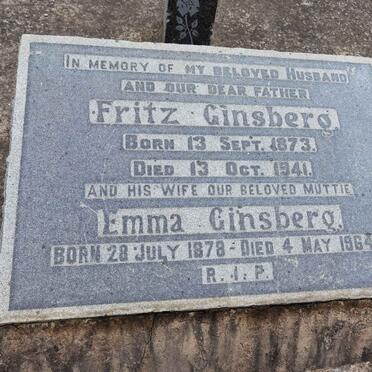 IN MEMORY OF MY BELOVED HUSBAND
AND OUR DEAR FATHER
Fritz Ginsberg.
BORN 13 SEPT. 1873.
DIED 13 OCT. 1941.
AND HIS WIFE OUR BELOVED MUTTIE
Emma Ginsberg.
BORN 28 JULY 1878 - DIED 4 MAY 1964
R.I.P.